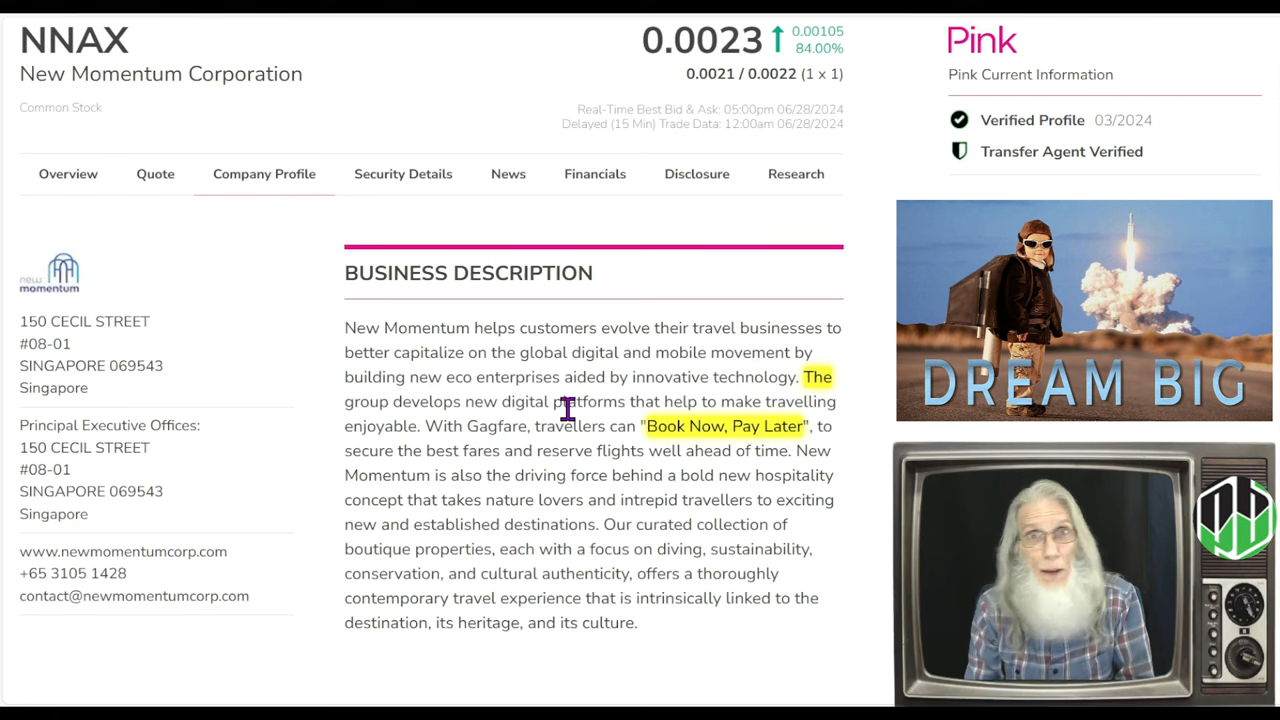 NNAX
New Momentum Corporation
Common Stock
0.0023
0.00105
84.00%
0.0021 / 0.0022 (1 x 1)
Real-Time Best Bid & Ask: 05:00pm 06/28/2024
Delayed (15 Min) Trade Data: 12:00am 06/28/2024
Pink
Pink Current Information
Verified Profile 03/2024
Transfer Agent Verified
Overview Quote Company Profile Security Details News Financials Disclosure Research
new
momentum
150 CECIL STREET
#08-01
SINGAPORE 069543
Singapore
Principal Executive Offices:
150 CECIL STREET
#08-01
SINGAPORE 069543
Singapore
www.newmomentumcorp.com
+65 3105 1428
contact@newmomentumcorp.com
BUSINESS DESCRIPTION
New Momentum helps customers evolve their travel businesses to
better capitalize on the global digital and mobile movement by
building new eco enterprises aided by innovative technology. The
group develops new digital platforms that help to make travelling
enjoyable. With Gagfare, travellers can "Book Now, Pay Later", to
secure the best fares and reserve flights well ahead of time. New
Momentum is also the driving force behind a bold new hospitality
concept that takes nature lovers and intrepid travellers to exciting
new and established destinations. Our curated collection of
boutique properties, each with a focus on diving, sustainability,
conservation, and cultural authenticity, offers a thoroughly
contemporary travel experience that is intrinsically linked to the
destination, its heritage, and its culture.
DREAM BIG